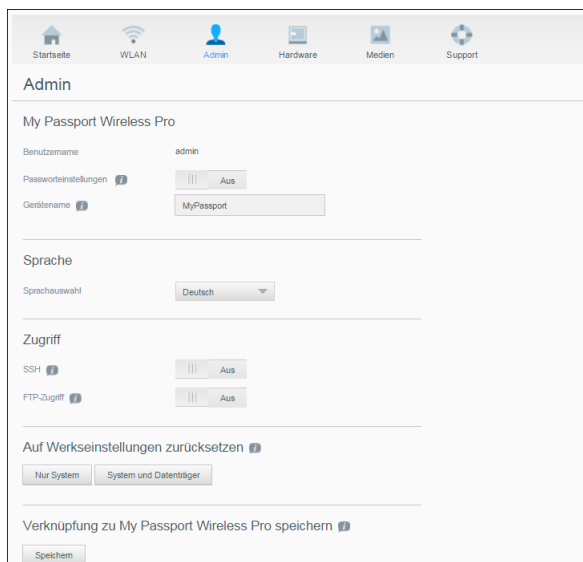 Startseite WLAN Admin Hardware Medien Support
Admin
My Passport Wireless Pro
Benutzername admin
Passworteinstellungen i Aus
Gerätename i MyPassport
Sprache
Sprachauswahl Deutsch
Zugriff
SSH i Aus
FTP-Zugriff i Aus
Auf Werkseinstellungen zurücksetzen i
Nur System System und Datenträger
Verknüpfung zu My Passport Wireless Pro speichern i
Speichern